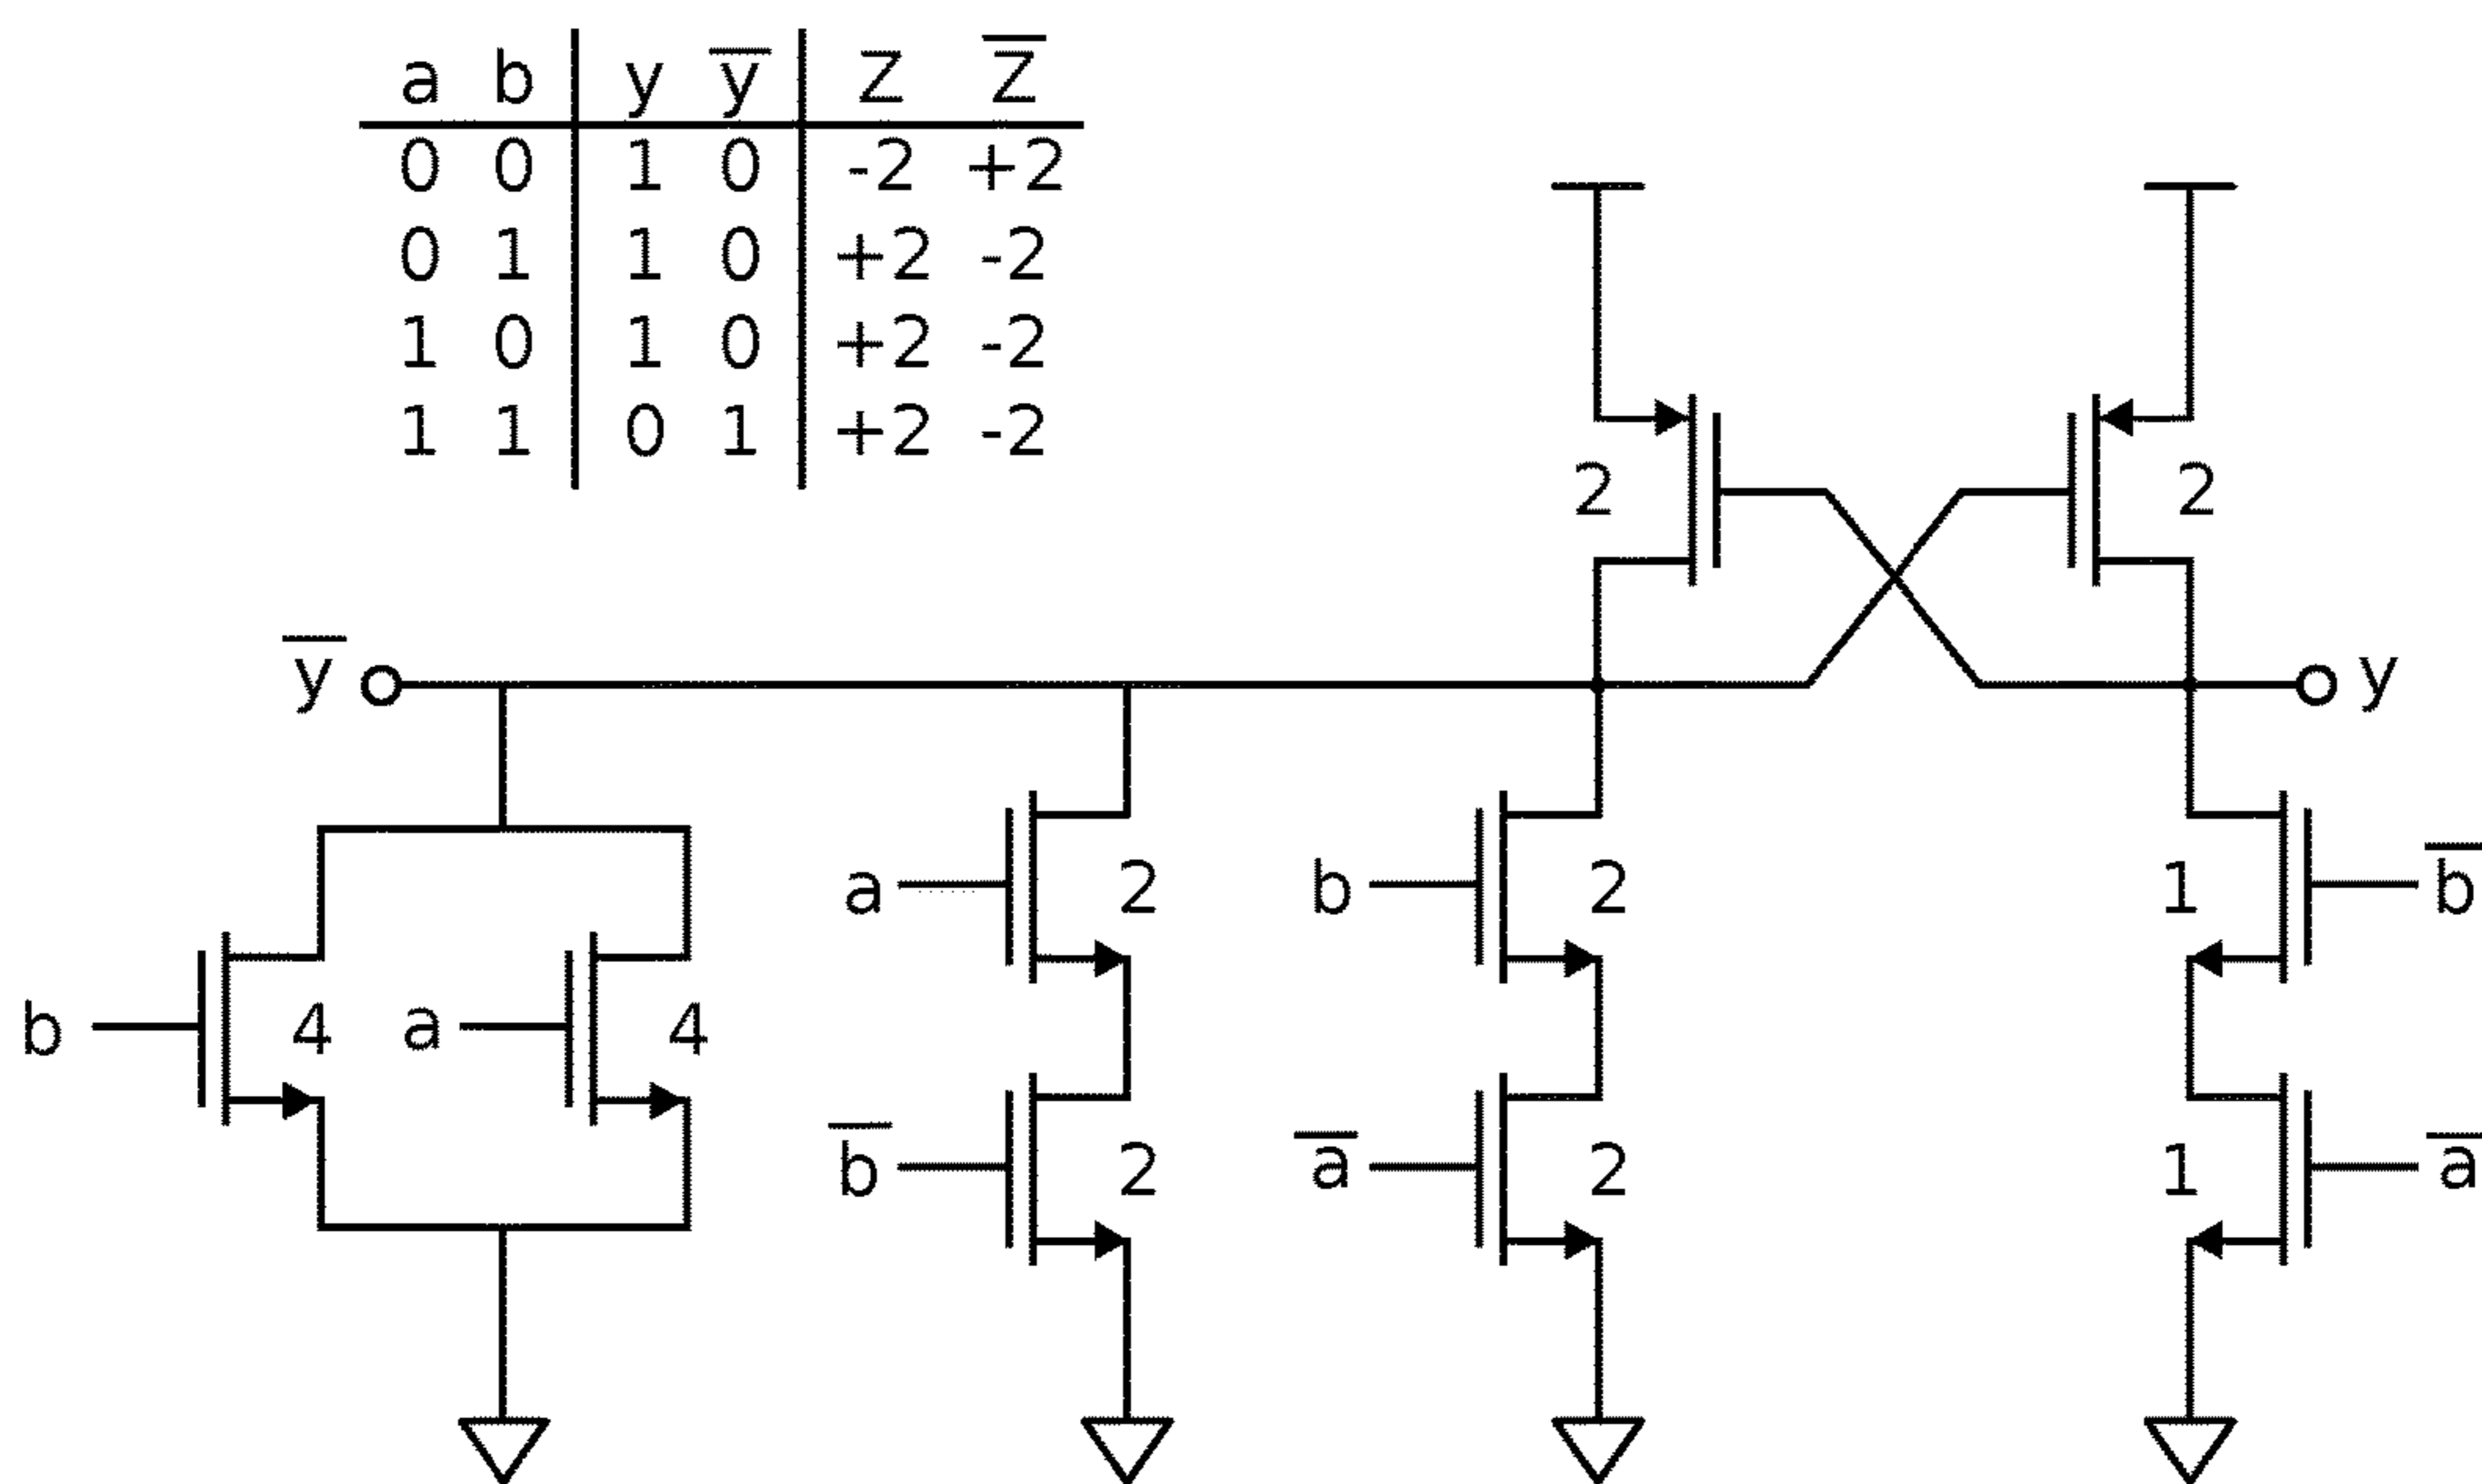 a b y y̅ Z Z̅
0 0 1 0 -2 +2
0 1 1 0 +2 -2
1 0 1 0 +2 -2
1 1 0 1 +2 -2
2 2
y̅ y
a 2 b 2 1 b̅
b 4 a 4
b̅ 2 a̅ 2 1 a̅